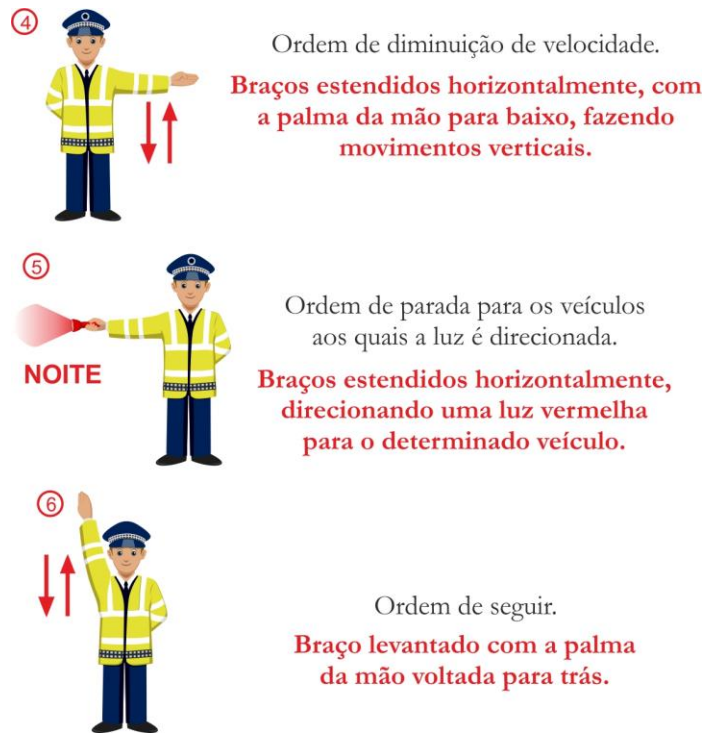 4
Ordem de diminuição de velocidade.
Braços estendidos horizontalmente, com
a palma da mão para baixo, fazendo
movimentos verticais.
5
NOITE
Ordem de parada para os veículos
aos quais a luz é direcionada.
Braços estendidos horizontalmente,
direcionando uma luz vermelha
para o determinado veículo.
6
Ordem de seguir.
Braço levantado com a palma
da mão voltada para trás.